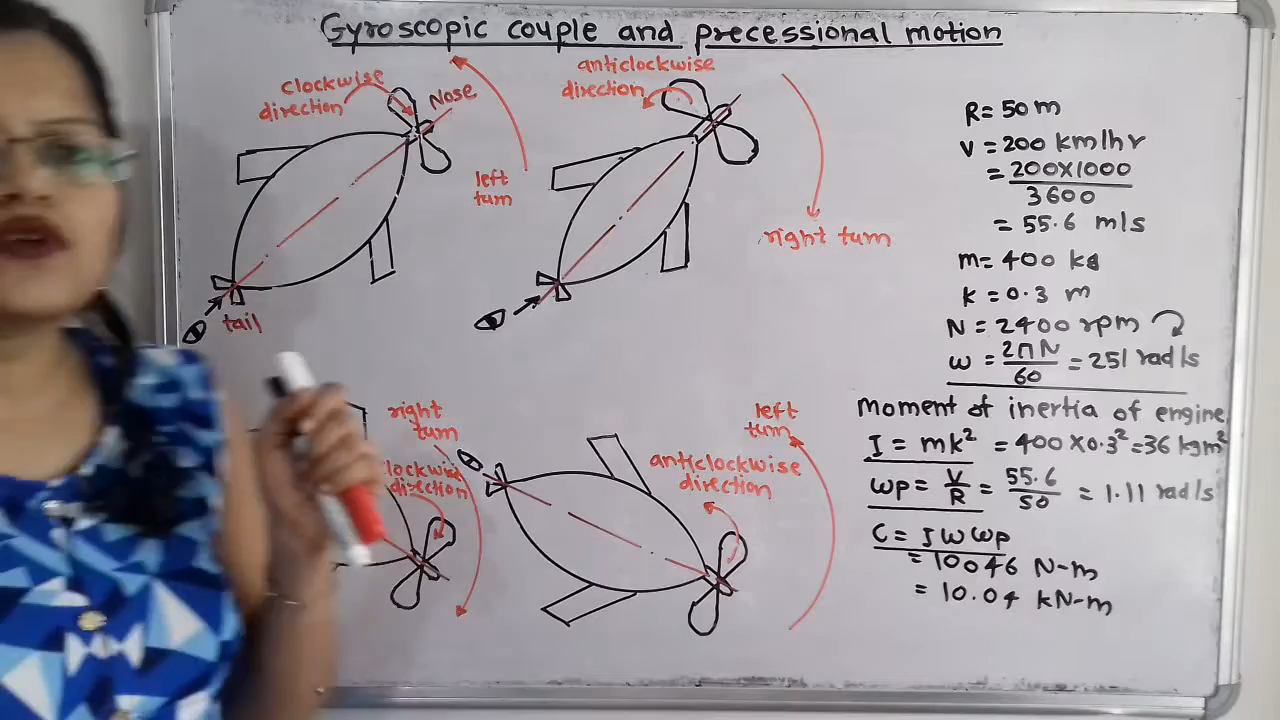 Gyroscopic couple and precessional motion
clockwise
direction
Nose
left
turn
tail
anticlockwise
direction
right turn
right
turn
clockwise
direction
anticlockwise
direction
left
turn
R = 50 m
V = 200 km/hr
= 200×1000
3600
= 55.6 m/s
m = 400 kg
k = 0.3 m
N = 2400 rpm
ω = 2πN/60 = 251 rad/s
Moment of inertia of engine,
I = mk² = 400×0.3² = 36 kgm²
ωp = V/R = 55.6/50 = 1.11 rad/s
C = Iωωp
= 10046 N-m
= 10.04 kN-m